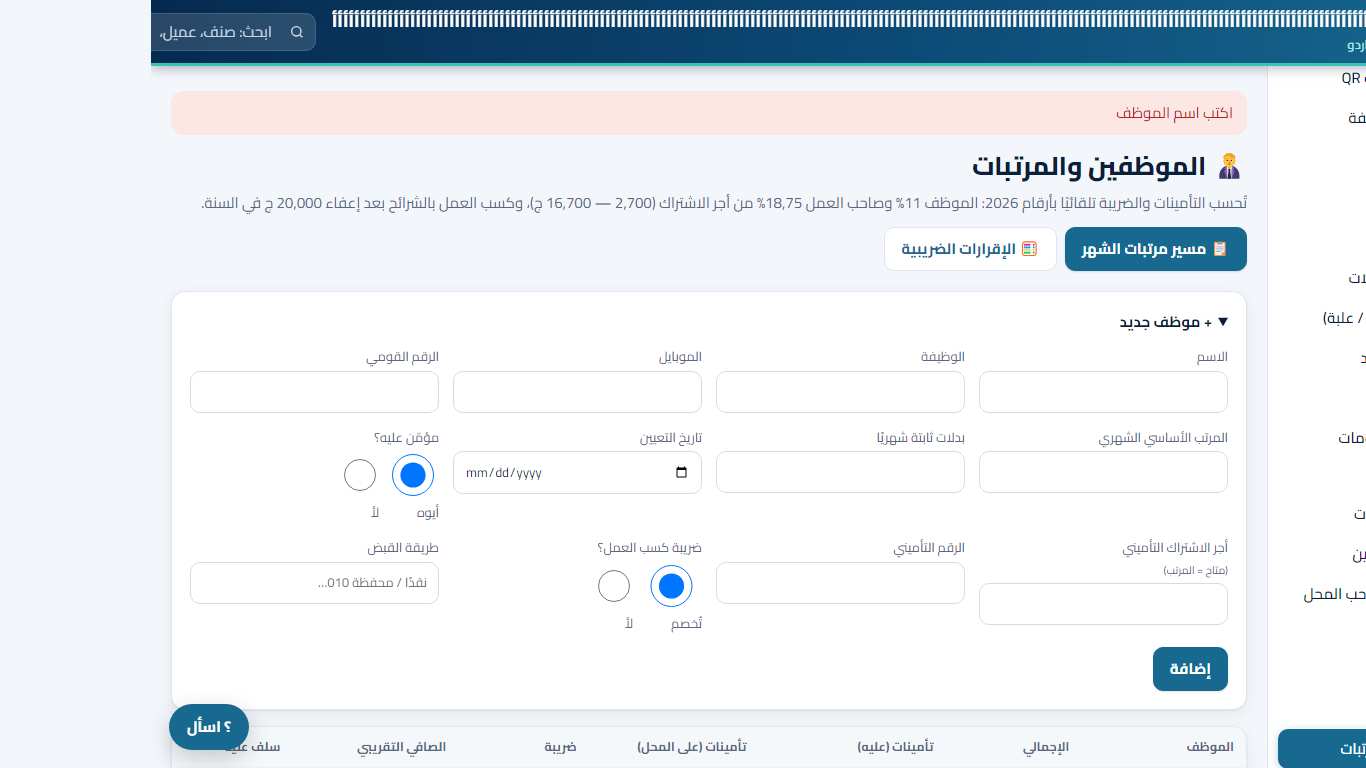 ابحث: صنف، عميل،
اردو
QR
اكتب اسم الموظف
الموظفين والمرتبات
تُحسب التأمينات والضريبة تلقائيًا بأرقام 2026: الموظف 11% وصاحب العمل 18,75% من أجر الاشتراك (2,700 — 16,700 ج)، وكسب العمل بالشرائح بعد إعفاء 20,000 ج في السنة.
مسير مرتبات الشهر
الإقرارات الضريبية
/ علبة)
+ موظف جديد
الاسم
الوظيفة
الموبايل
الرقم القومي
المرتب الأساسي الشهري
بدلات ثابتة شهريًا
تاريخ التعيين
مؤمّن عليه؟
mm/dd/yyyy
أيوه
لأ
أجر الاشتراك التأميني
(متاح = المرتب)
الرقم التأميني
ضريبة كسب العمل؟
طريقة القبض
نقدًا / محفظة 010...
تُخصم
لأ
حب المحل
إضافة
؟ اسأل
الموظف
الإجمالي
تأمينات (عليه)
تأمينات (على المحل)
ضريبة
الصافي التقريبي
سلف عليه